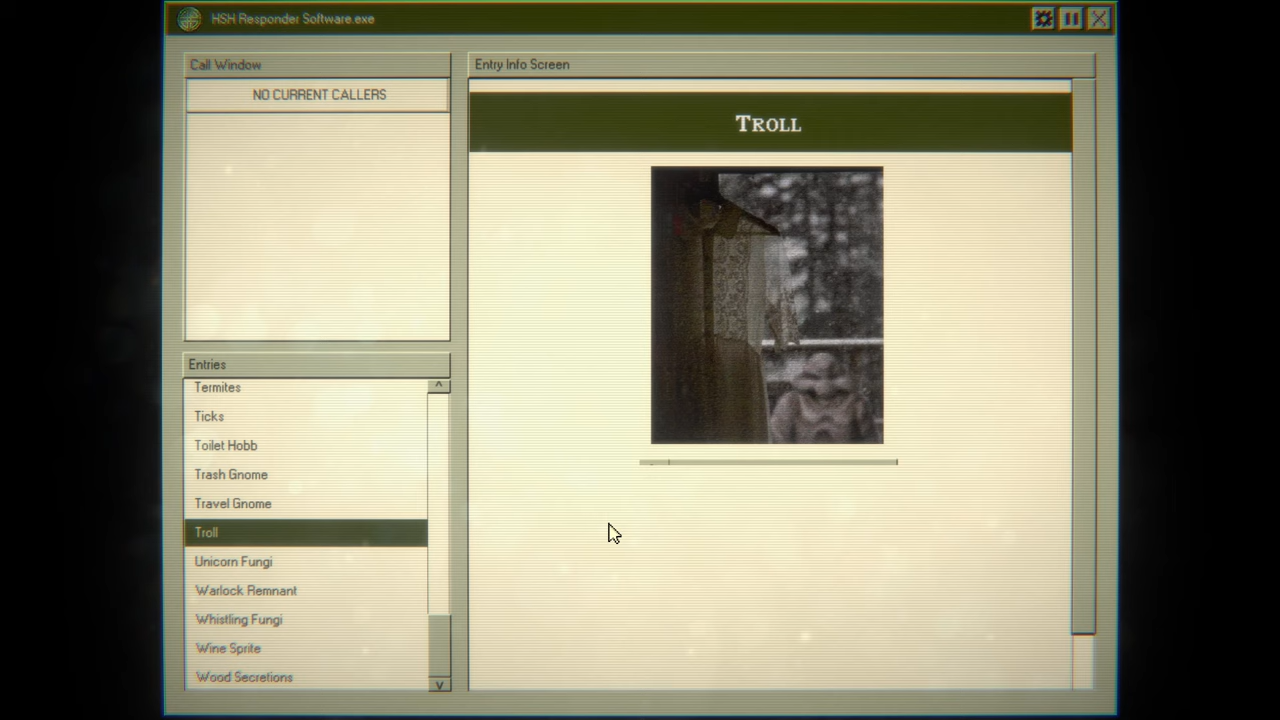 HSH Responder Software.exe
Call Window
NO CURRENT CALLERS
Entries
Termites
Ticks
Toilet Hobb
Trash Gnome
Travel Gnome
Troll
Unicorn Fungi
Warlock Remnant
Whistling Fungi
Wine Sprite
Wood Secretions
Entry Info Screen
Troll